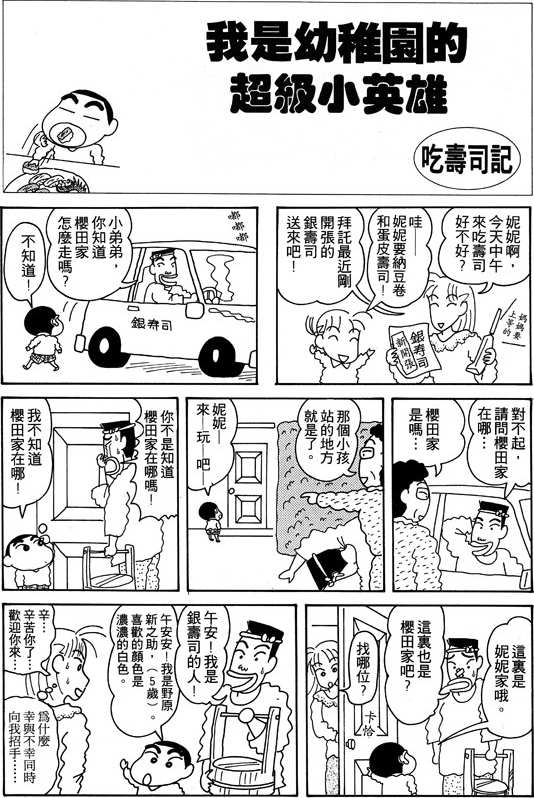 我是幼稚園的
超級小英雄
吃壽司記
妮妮啊，
今天中午
來吃壽司
好不好？
媽媽要
上等的
哇——
妮妮要納豆卷
和蛋皮壽司！
銀寿司
新開張
拜託最近剛
開張的
銀壽司
送來吧！
嘟
嘟
嘟
小弟弟，
你知道
櫻田家
怎麼走嗎？
銀寿司
不知道！
對不起，
請問櫻田家
在哪…
櫻田家
是嗎…
那個小孩
站的地方
就是了。
妮妮——
來——玩——吧——
你不是知道
櫻田家在哪嗎！
我不知道
櫻田家在哪！
這裏是
妮妮家哦。
這裏也是
櫻田家吧？
卡恰
找哪位？
午安！我是
銀壽司的人！
午安安！我是野原
新之助，（5歲）。
喜歡的顏色是
濃濃的白色。
辛…
辛苦你了…
歡迎你來…
為什麼
幸與不幸同時
向我招手……